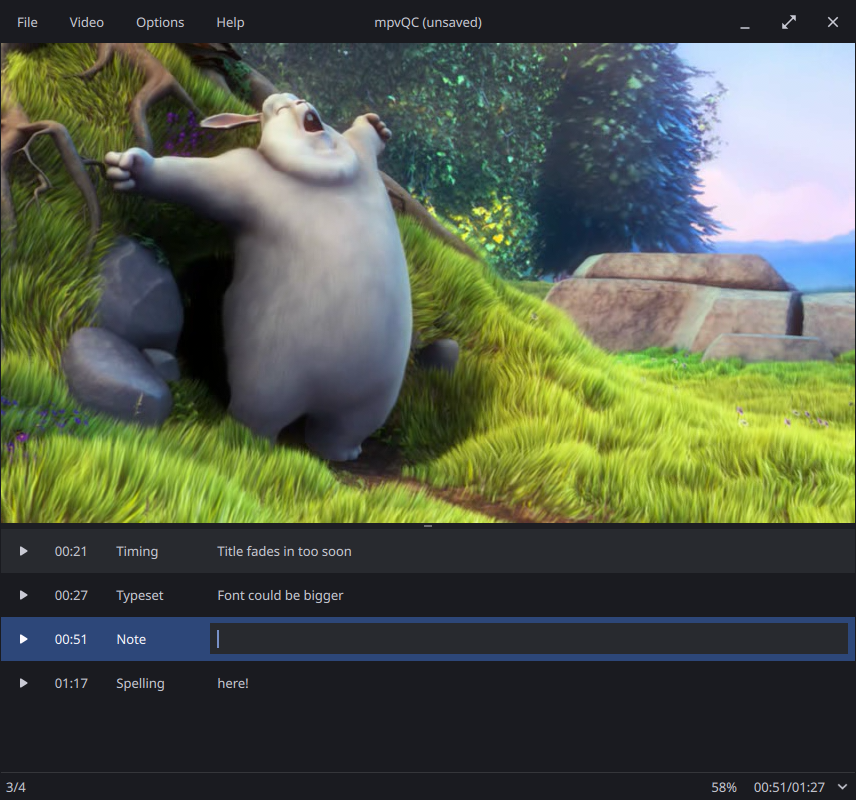 File Video Options Help mpvQC (unsaved)
00:21 Timing Title fades in too soon
00:27 Typeset Font could be bigger
00:51 Note
01:17 Spelling here!
3/4 58% 00:51/01:27